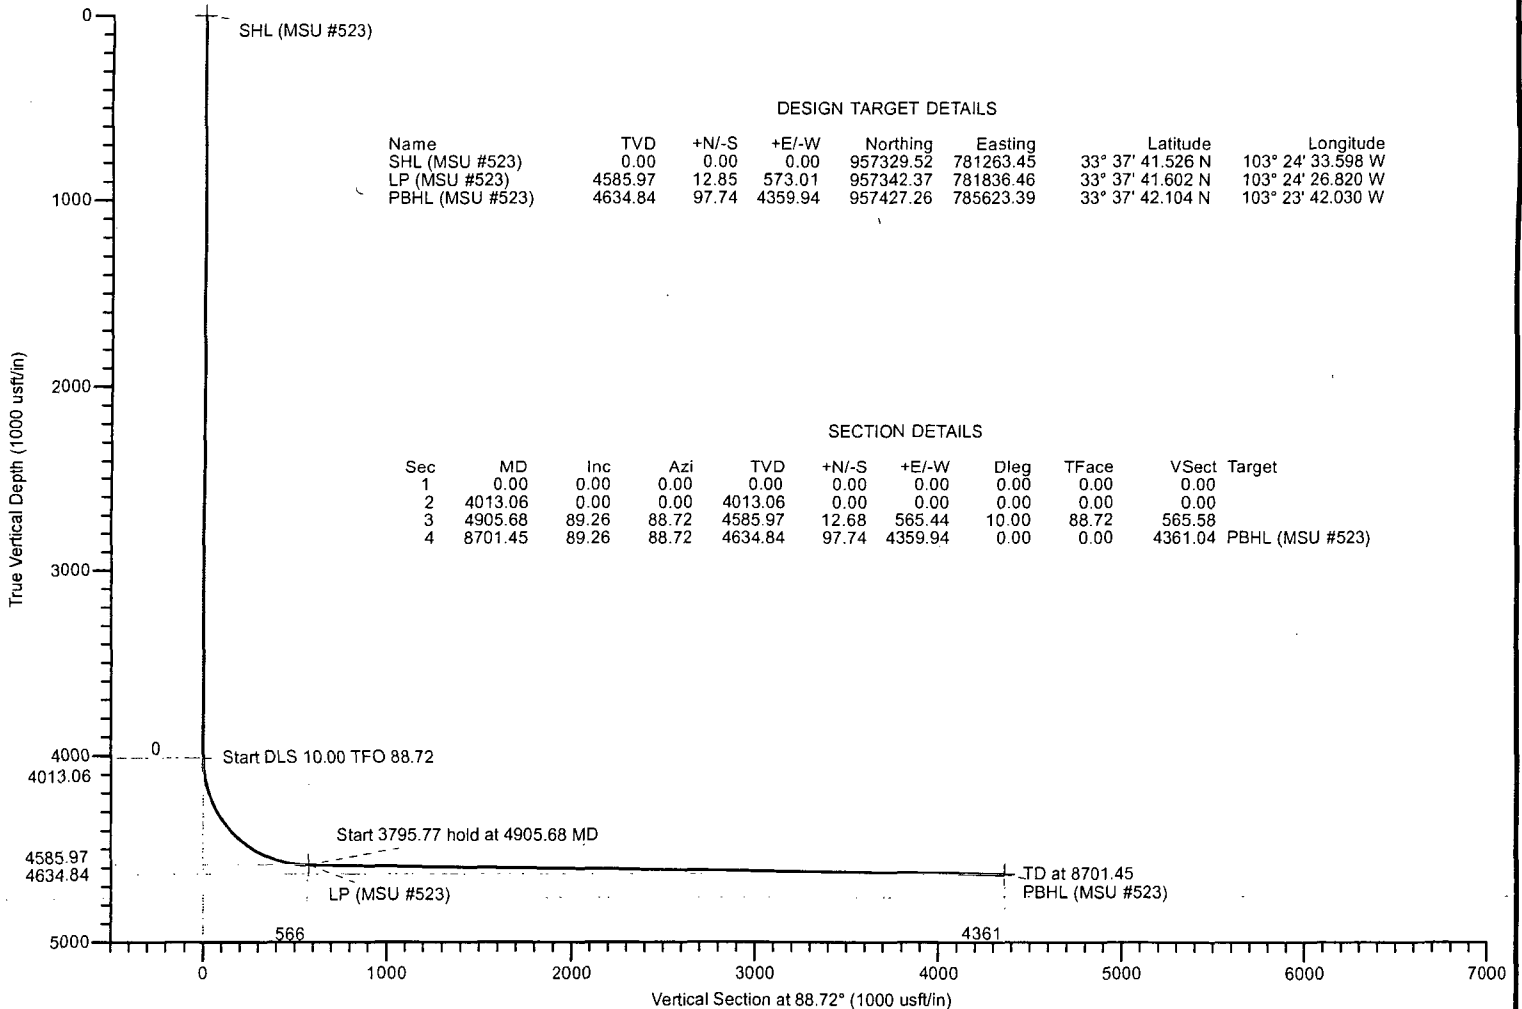 0
SHL (MSU #523)
DESIGN TARGET DETAILS
Name TVD +N/-S +E/-W Northing Easting Latitude Longitude
SHL (MSU #523) 0.00 0.00 0.00 957329.52 781263.45 33° 37' 41.526 N 103° 24' 33.598 W
LP (MSU #523) 4585.97 12.85 573.01 957342.37 781836.46 33° 37' 41.602 N 103° 24' 26.820 W
PBHL (MSU #523) 4634.84 97.74 4359.94 957427.26 785623.39 33° 37' 42.104 N 103° 23' 42.030 W
1000
True Vertical Depth (1000 usft/in)
2000
SECTION DETAILS
Sec MD Inc Azi TVD +N/-S +E/-W Dleg TFace VSect Target
1 0.00 0.00 0.00 0.00 0.00 0.00 0.00 0.00 0.00
2 4013.06 0.00 0.00 4013.06 0.00 0.00 0.00 0.00 0.00
3 4905.68 89.26 88.72 4585.97 12.68 565.44 10.00 88.72 565.58
4 8701.45 89.26 88.72 4634.84 97.74 4359.94 0.00 0.00 4361.04 PBHL (MSU #523)
3000
4000
0
Start DLS 10.00 TFO 88.72
4013.06
Start 3795.77 hold at 4905.68 MD
4585.97
4634.84
TD at 8701.45
LP (MSU #523)
PBHL (MSU #523)
566
4361
5000
0 1000 2000 3000 4000 5000 6000 7000
Vertical Section at 88.72° (1000 usft/in)